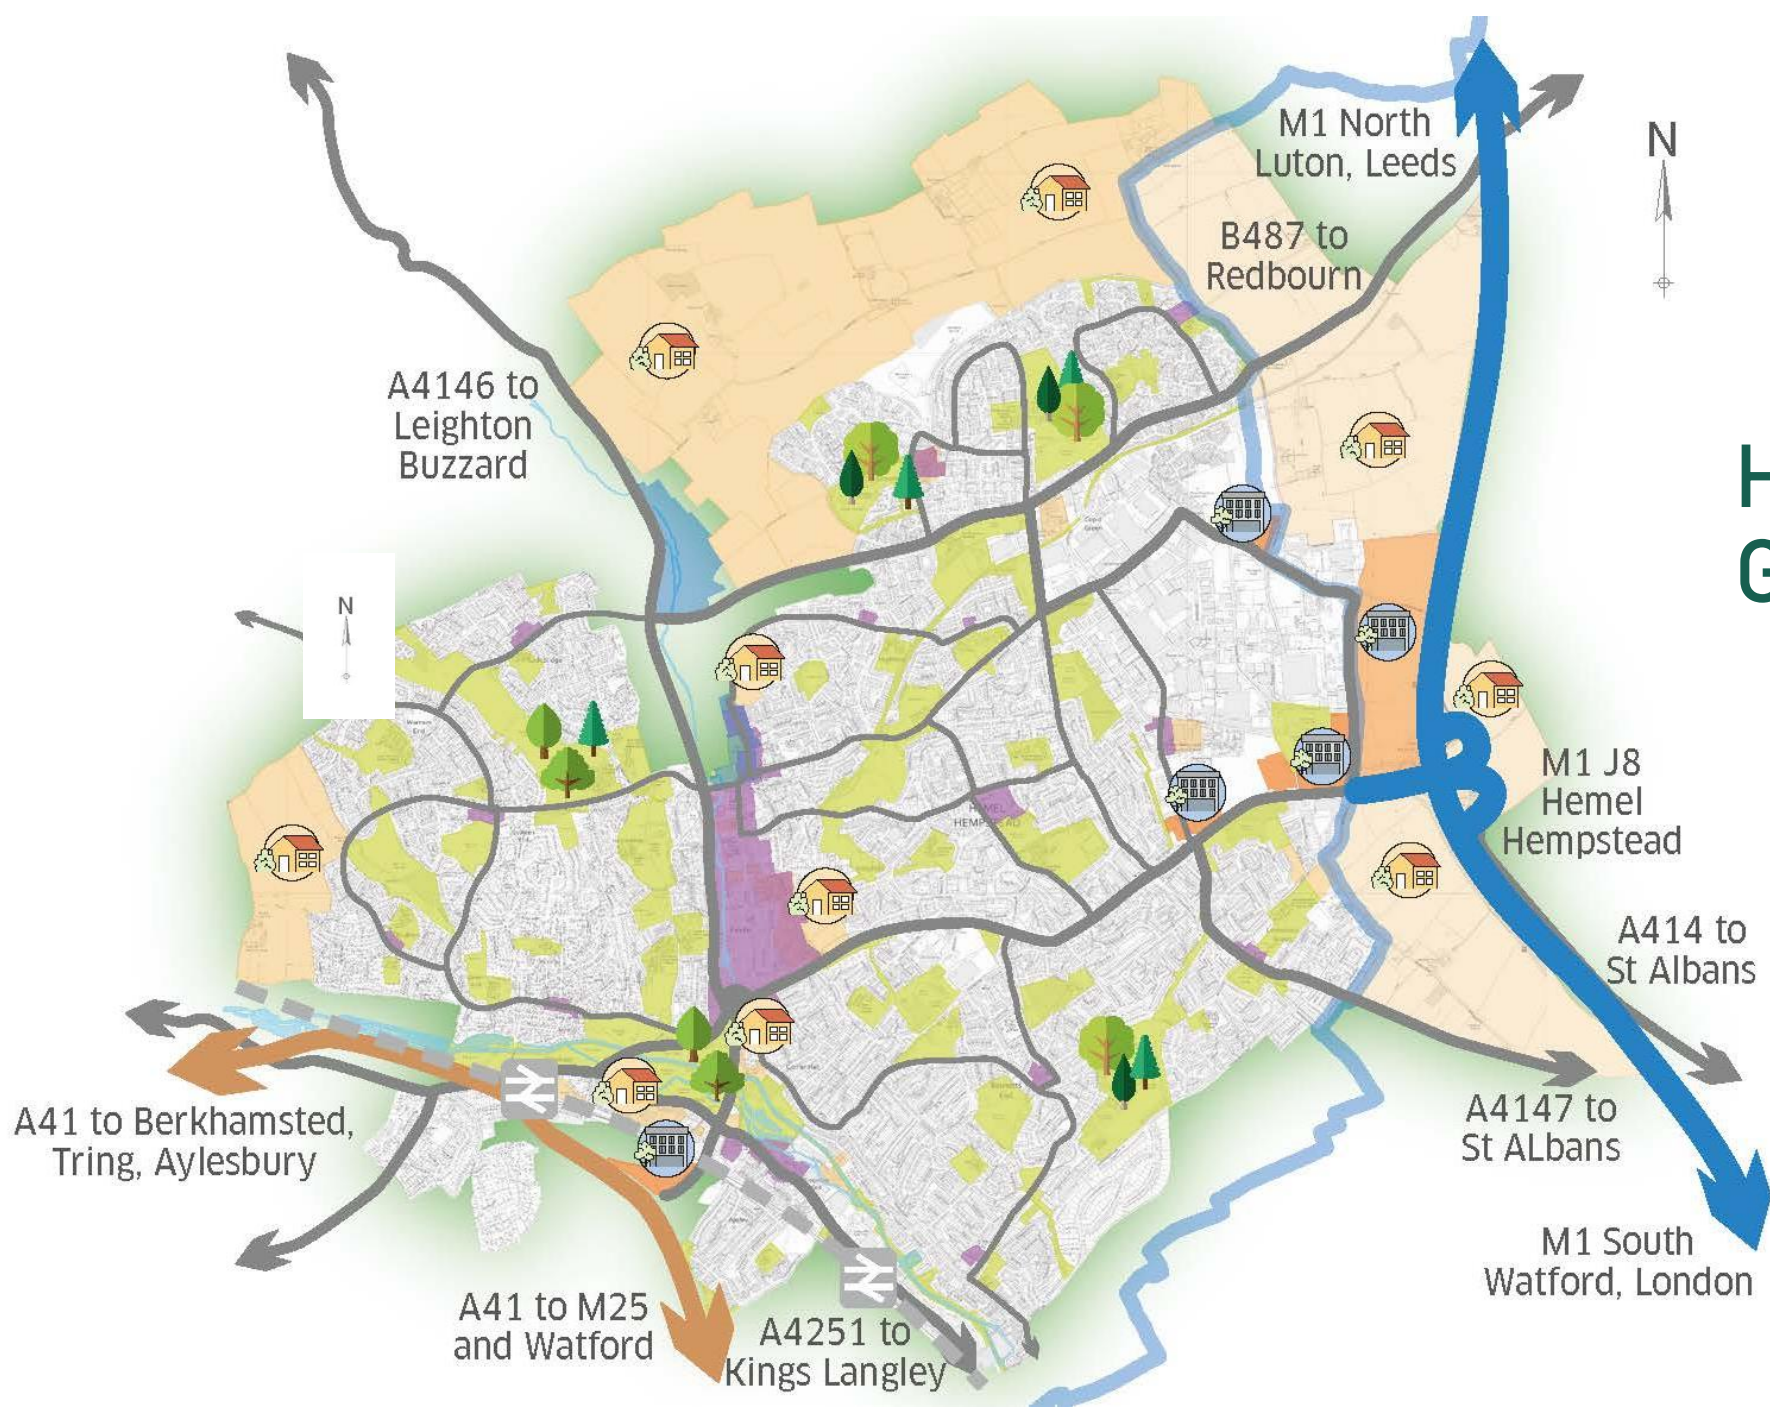 M1 North
Luton, Leeds
N
B487 to
Redbourn
A4146 to
Leighton
Buzzard
H
G
N
M1 J8
Hemel
Hempstead
HEMEL
HEMPSTEAD
A414 to
St Albans
A41 to Berkhamsted,
Tring, Aylesbury
A4147 to
St ALbans
M1 South
Watford, London
A41 to M25
and Watford
A4251 to
Kings Langley